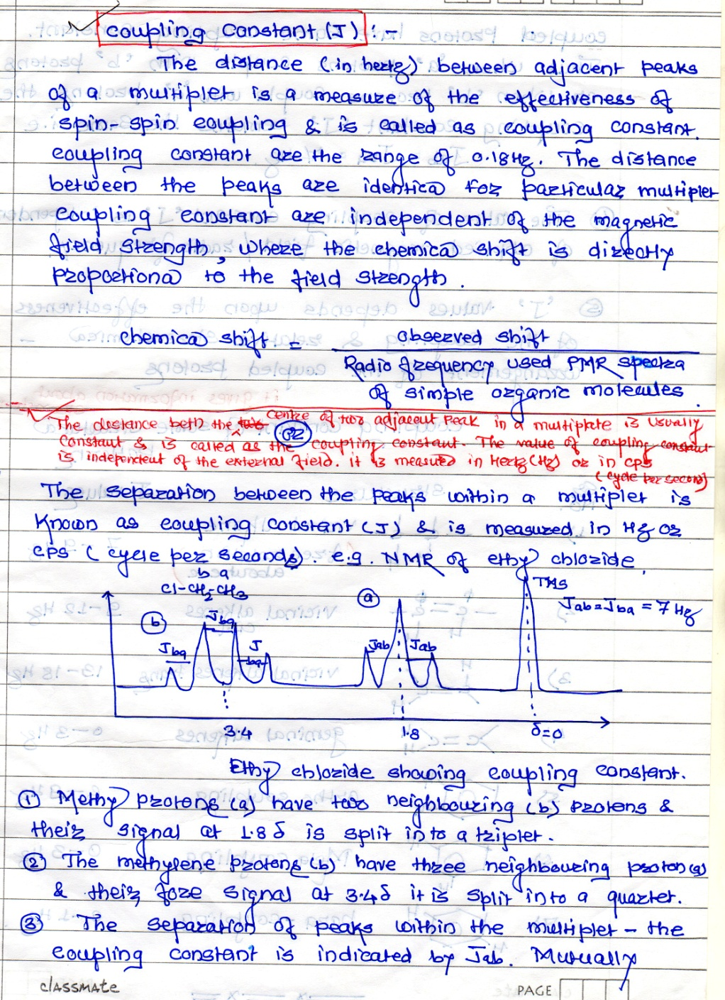 Coupling Constant (J) :-
The distance (in hertz) between adjacent peaks
of a multiplet is a measure of the effectiveness of
spin-spin coupling & is called as coupling constant.
coupling constant are the range of 0.18Hz. The distance
between the peaks are identical for particular multiplet
coupling constant are independent of the magnetic
field strength, where the chemical shift is directly
proportional to the field strength.
chemical shift = observed shift
Radio frequency used PMR spectra
of simple organic molecules.
The distance betn the centre of two adjacent peak in a multiplate is usually
OR
constant & is called as the coupling constant. The value of coupling constant
is independent of the external field. it is measured in Hertz (Hz) or in cps
(cycle per second)
The separation between the peaks within a multiplet is
known as coupling constant (J) & is measured in Hz or
cps (cycle per seconds). e.g. NMR of ethyl chloride,
b a
Cl-CH2-CH3
TMS
Jab = Jba = 7 Hz
a
b
Jba
Jba
J
ba
Jab
Jab
3.4
1.8
δ=0
Ethyl chloride showing coupling constant.
① Methyl protons (a) have two neighbouring (b) protons &
their signal at 1.8 δ is split into a triplet.
② The methylene protons (b) have three neighbouring proton (a)
& their fore signal at 3.4δ it is split into a quartet.
③ The separation of peaks within the multiplet - the
coupling constant is indicated by Jab. Mutually
classmate
PAGE